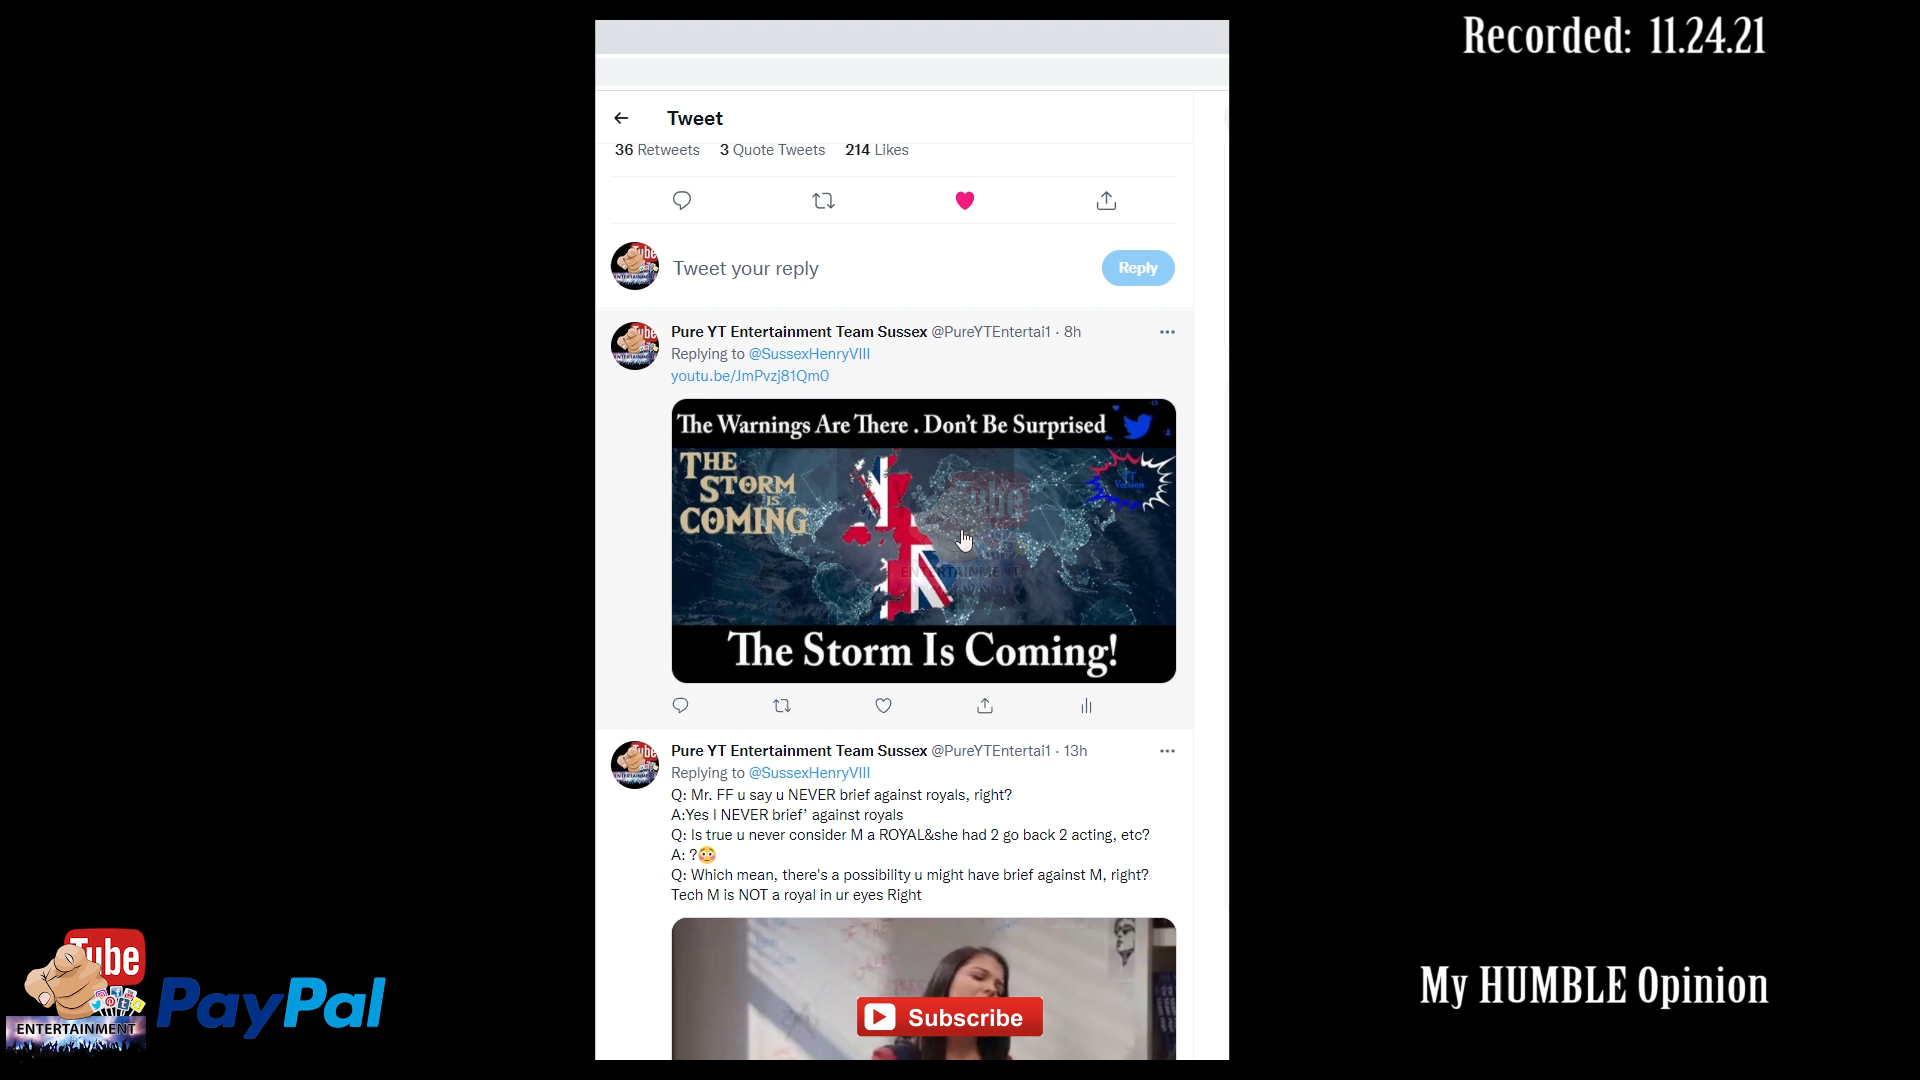 Recorded: 11.24.21
Tweet
36 Retweets 3 Quote Tweets 214 Likes
Tweet your reply
Reply
Pure YT Entertainment Team Sussex @PureYTEntertai1 · 8h
Replying to @SussexHenryVIII
youtu.be/JmPvzj81Qm0
The Warnings Are There . Don't Be Surprised
THE
STORM
IS
COMING
YT
Version
Tube
ENTERTAINMENT
The Storm Is Coming!
Pure YT Entertainment Team Sussex @PureYTEntertai1 · 13h
Replying to @SussexHenryVIII
Q: Mr. FF u say u NEVER brief against royals, right?
A:Yes I NEVER brief’ against royals
Q: Is true u never consider M a ROYAL&she had 2 go back 2 acting, etc?
A: ?😳
Q: Which mean, there's a possibility u might have brief against M, right?
Tech M is NOT a royal in ur eyes Right
Subscribe
Tube
ENTERTAINMENT
PayPal
My HUMBLE Opinion